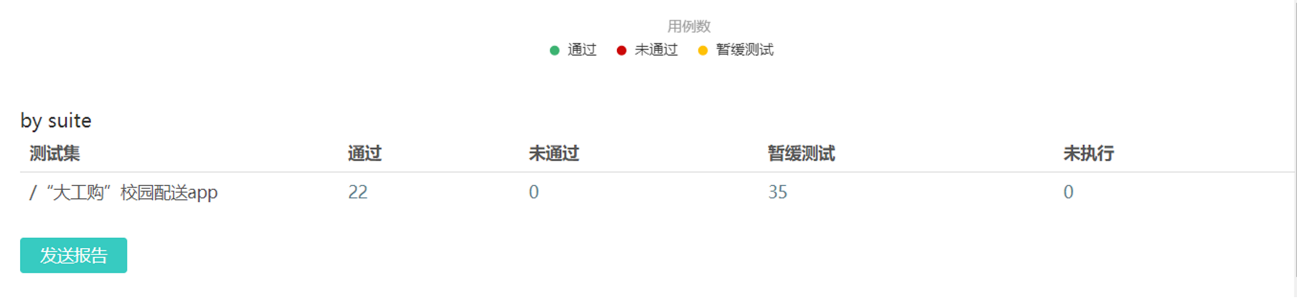 用例数
通过 未通过 暂缓测试
by suite
测试集 通过 未通过 暂缓测试 未执行
/“大工购”校园配送app 22 0 35 0
发送报告